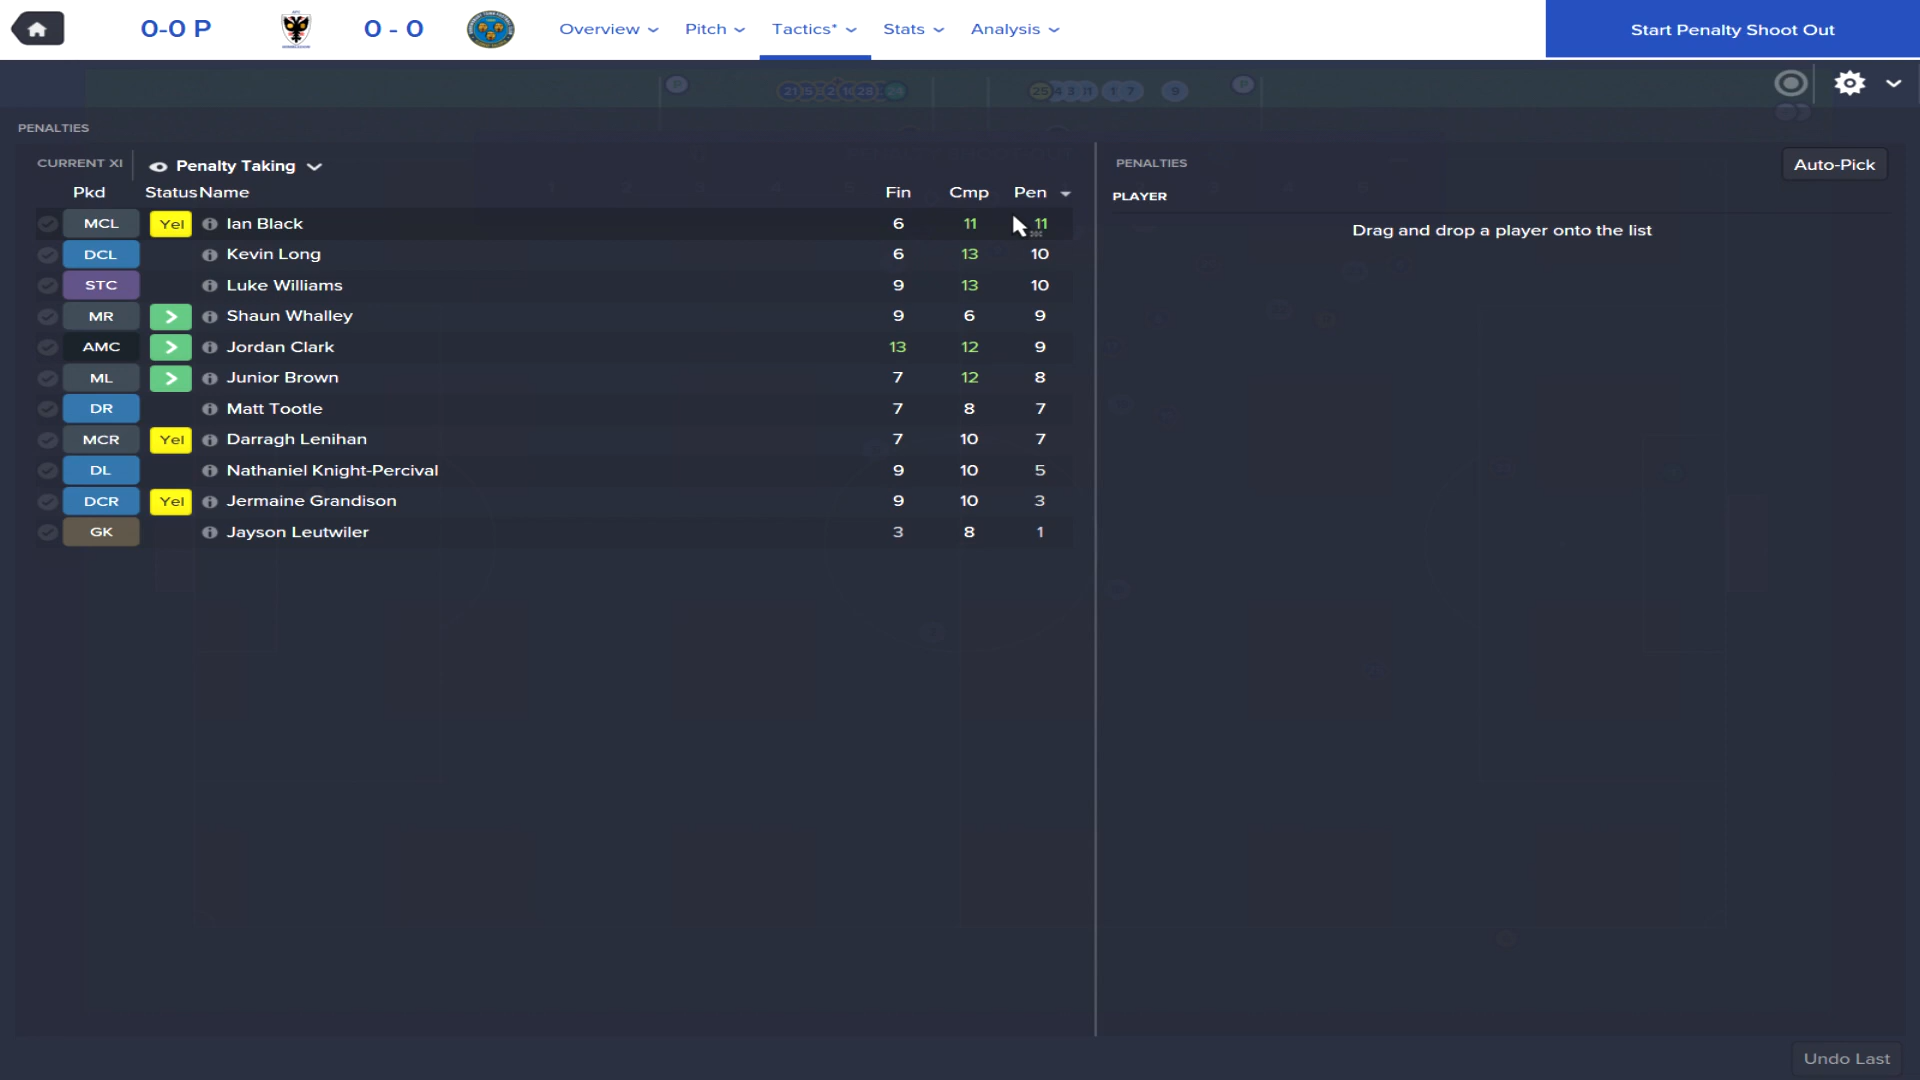 0-0 P
0 - 0
Overview
Pitch
Tactics*
Stats
Analysis
Start Penalty Shoot Out
PENALTIES
CURRENT XI
Penalty Taking
Pkd Status Name Fin Cmp Pen
MCL Yel Ian Black 6 11 11
DCL Kevin Long 6 13 10
STC Luke Williams 9 13 10
MR Shaun Whalley 9 6 9
AMC Jordan Clark 13 12 9
ML Junior Brown 7 12 8
DR Matt Tootle 7 8 7
MCR Yel Darragh Lenihan 7 10 7
DL Nathaniel Knight-Percival 9 10 5
DCR Yel Jermaine Grandison 9 10 3
GK Jayson Leutwiler 3 8 1
PENALTIES
Auto-Pick
PLAYER
Drag and drop a player onto the list
Undo Last